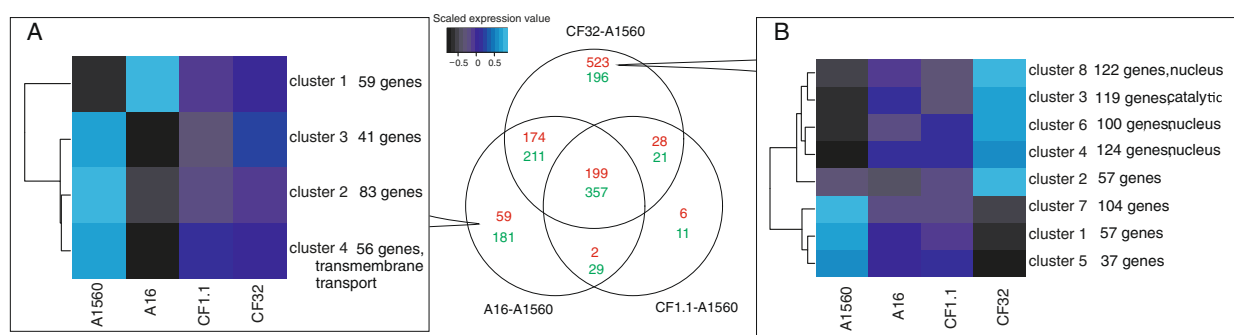 A
cluster 1 59 genes
cluster 3 41 genes
cluster 2 83 genes
cluster 4 56 genes,
transmembrane
transport
A1560
A16
CF1.1
CF32
Scaled expression value
−0.5 0 0.5
CF32-A1560
523
196
174
211
28
21
199
357
59
181
6
11
2
29
A16-A1560
CF1.1-A1560
B
cluster 8 122 genes,nucleus
cluster 3 119 genes,catalytic
cluster 6 100 genes,nucleus
cluster 4 124 genes,nucleus
cluster 2 57 genes
cluster 7 104 genes
cluster 1 57 genes
cluster 5 37 genes
A1560
A16
CF1.1
CF32